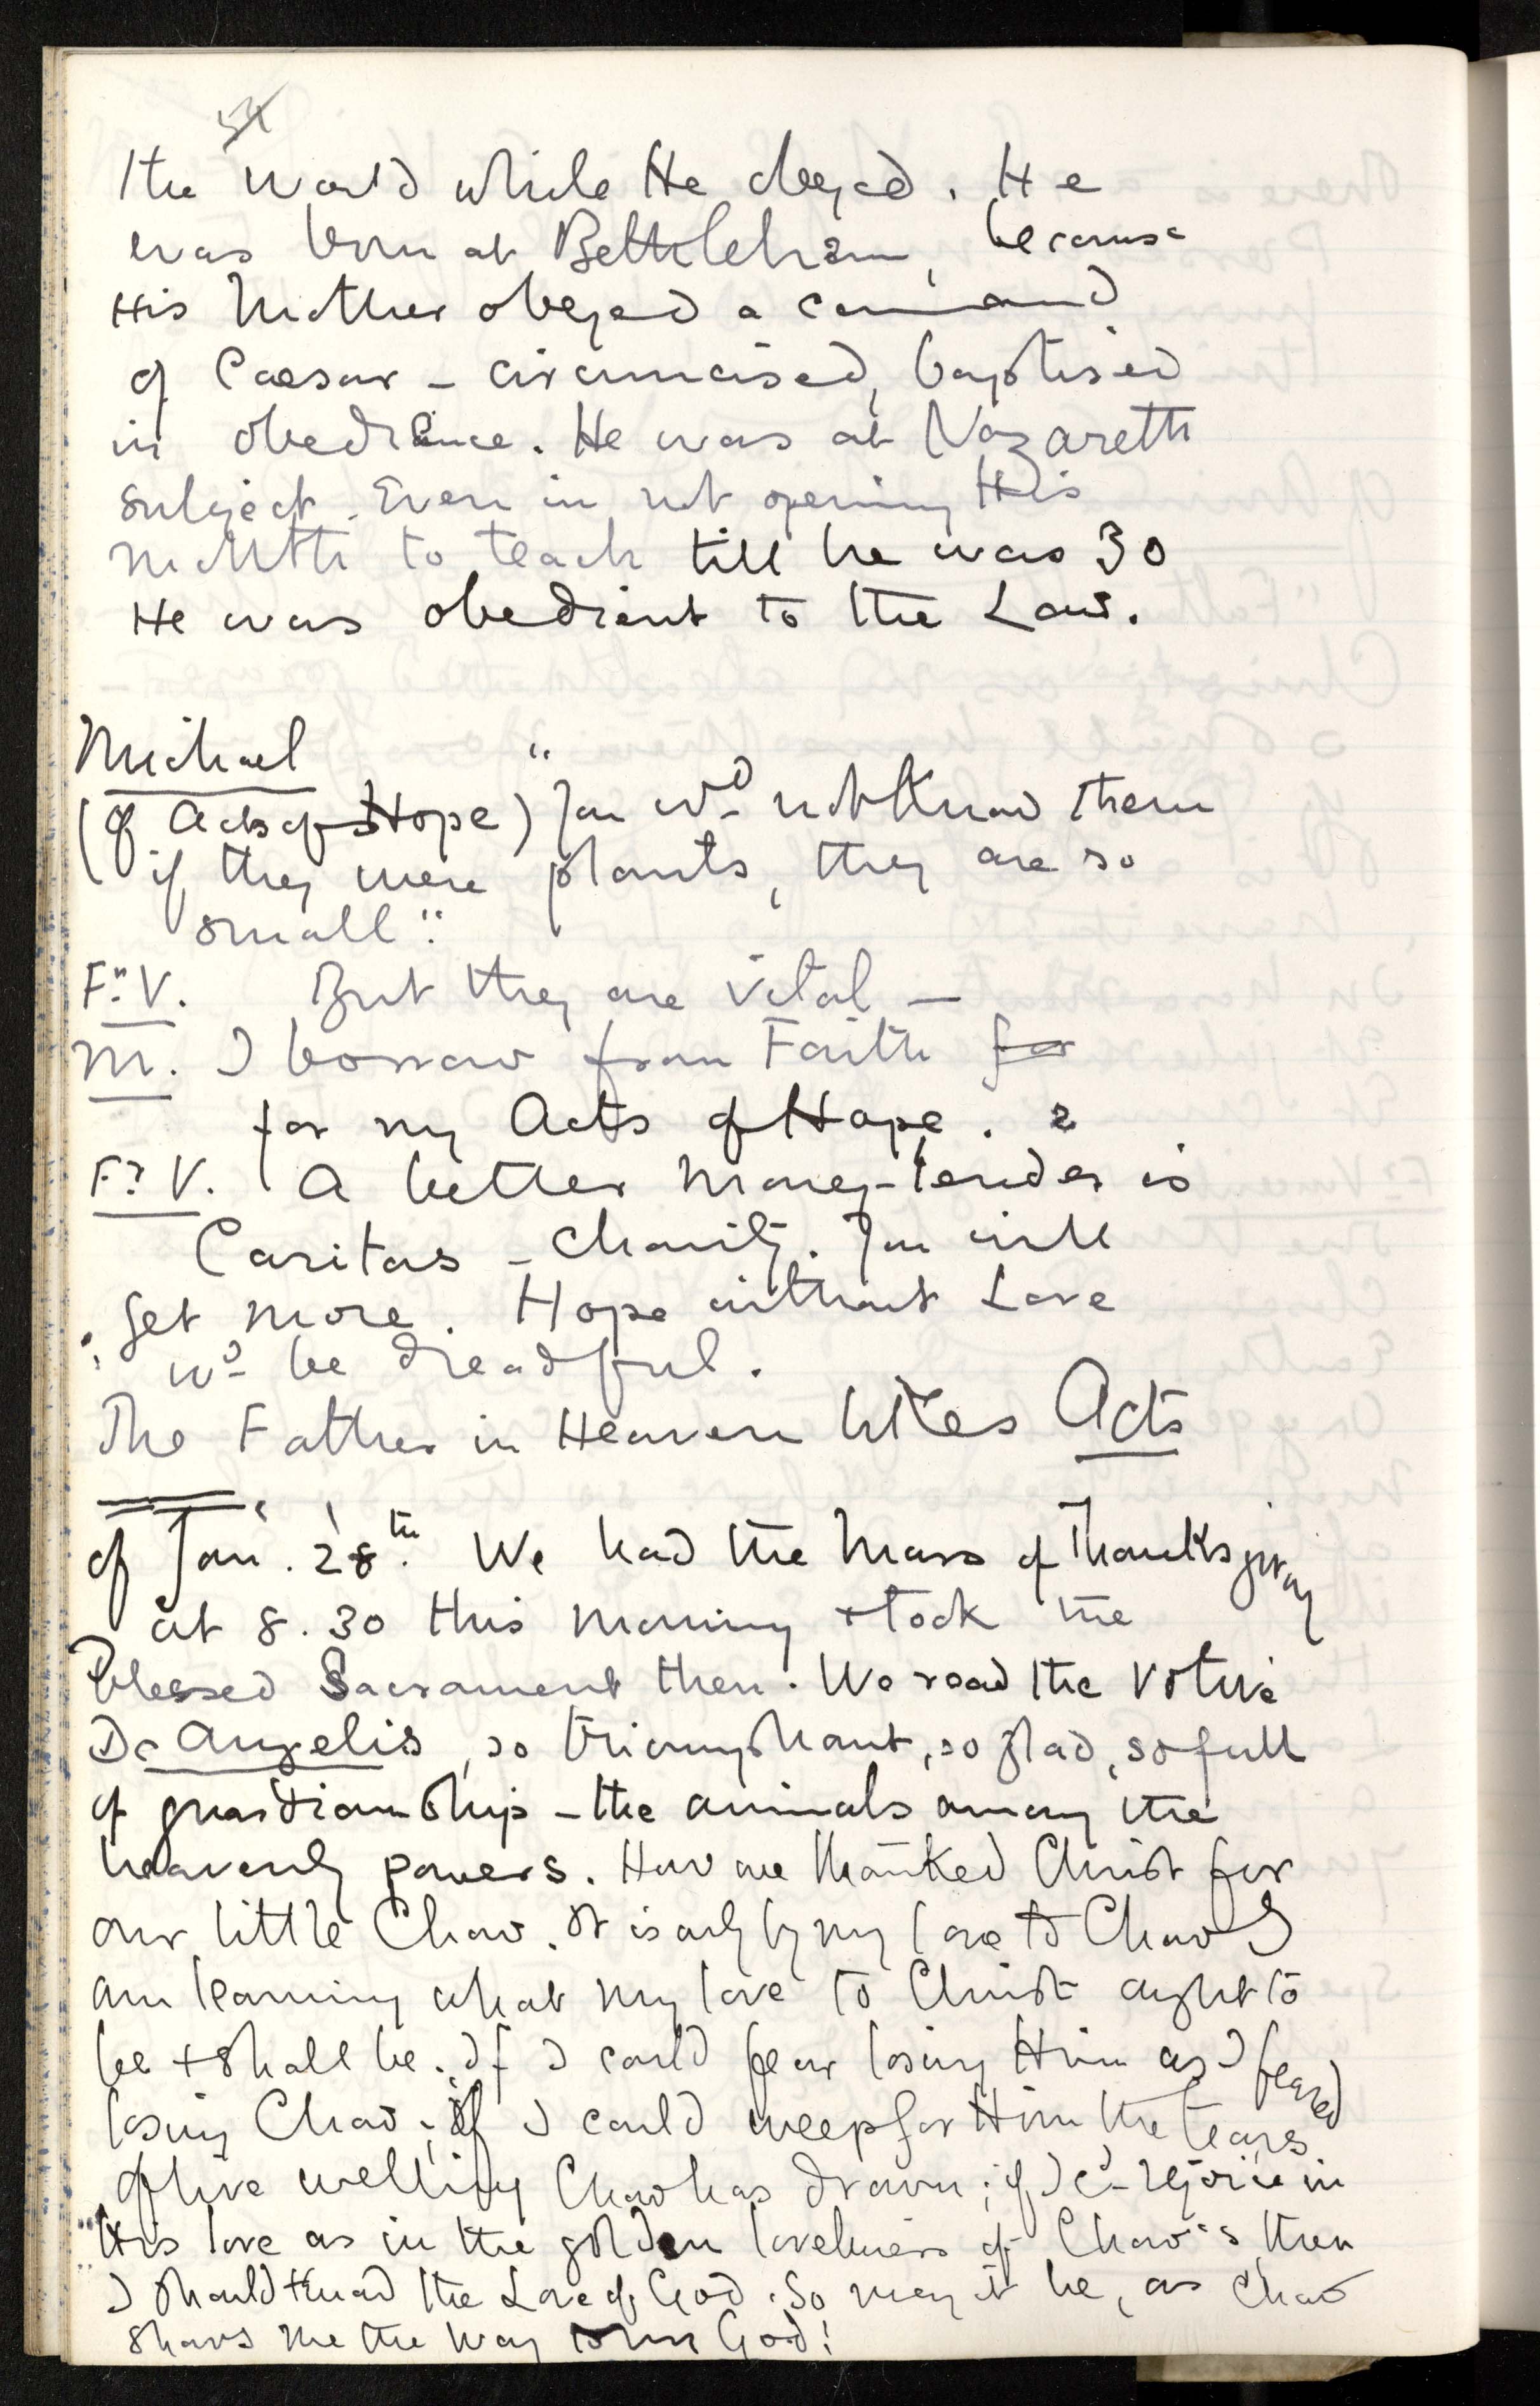 54
the world while He obeyed. He
was born at Bethlehem, because
His Mother obeyed a command
of Caesar – circumcised, baptised
in obedience. He was at Nazareth
subject. Even in not opening His
mouth to teach till he was 30
He was obedient to the Law.
Michael
(of Acts of Hope) "You wd not know them
if they were plants, they are so
small".
Fr. V. But they are vital —
M. I borrow from Faith for
for my Acts of Hope.
Fr. V. A better money-lender is
Caritas – Charity. You will
get more. Hope without Love
wd be dreadful.
The Father in Heaven likes Acts
of Jan. 28th. We had the Mass of Thanksgiving
at 8.30 this morning + took the
Blessed Sacrament then. We read the Votive
De Angelis, so triumphant, so glad, so full
of guardianship – the animals among the
heavenly powers. How we thanked Christ for
our little Chow. It is only by my love to Chow I
am learning what my love to Christ ought to
be + shall be. If I could fear losing Him as I feared
losing Chow; if I could weep for Him the tears
of live welling Chow has drawn; if I cd rejoice in
His love as in the golden loveliness of Chow's, then
I should know the Love of God. So may it be, as Chow
shows me the way God!